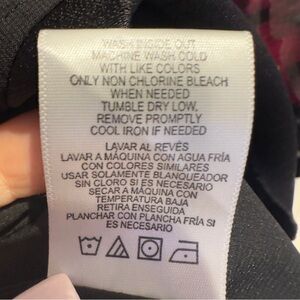 WASH INSIDE OUT
MACHINE WASH COLD
WITH LIKE COLORS
ONLY NON CHLORINE BLEACH
WHEN NEEDED
TUMBLE DRY LOW.
REMOVE PROMPTLY
COOL IRON IF NEEDED
LAVAR AL REVÉS
LAVAR A MÁQUINA CON AGUA FRÍA
CON COLORES SIMILARES
USAR SOLAMENTE BLANQUEADOR
SIN CLORO SI ES NECESARIO
SECAR A MÁQUINA CON
TEMPERATURA BAJA
RETIRA ENSEGUIDA
PLANCHAR CON PLANCHA FRÍA SI
ES NECESARIO